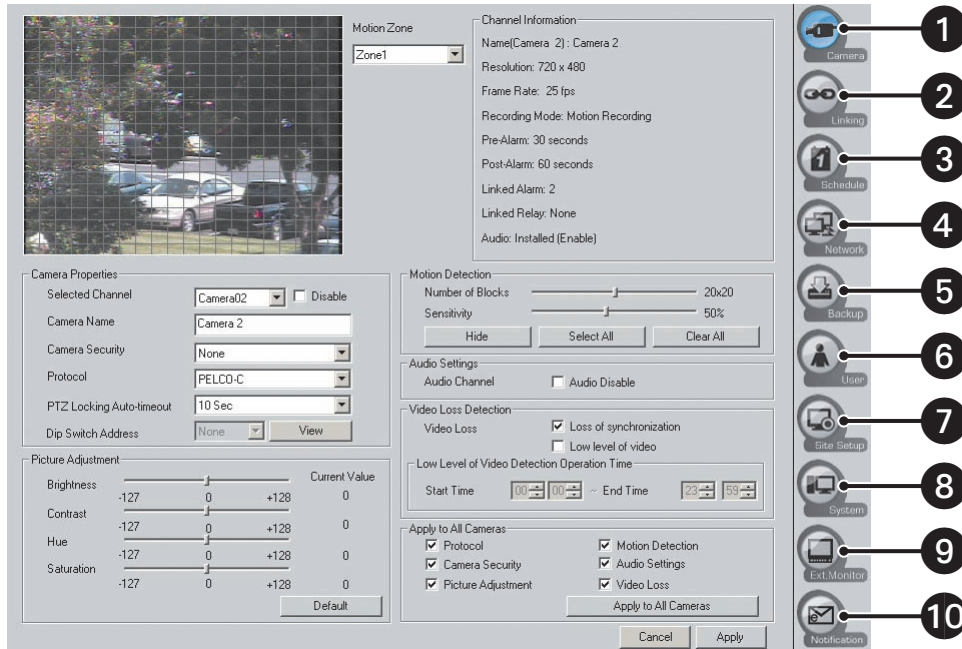 Motion Zone
Zone1
Channel Information
Name(Camera 2) : Camera 2
Resolution: 720 x 480
Frame Rate: 25 fps
Recording Mode: Motion Recording
Pre-Alarm: 30 seconds
Post-Alarm: 60 seconds
Linked Alarm: 2
Linked Relay: None
Audio: Installed (Enable)
Camera Properties
Selected Channel Camera02 Disable
Camera Name Camera 2
Camera Security None
Protocol PELCO-C
PTZ Locking Auto-timeout 10 Sec
Dip Switch Address None View
Picture Adjustment
Current Value
Brightness
-127 0 +128 0
Contrast
-127 0 +128 0
Hue
-127 0 +128 0
Saturation
-127 0 +128 0
Default
Motion Detection
Number of Blocks 20x20
Sensitivity 50%
Hide Select All Clear All
Audio Settings
Audio Channel Audio Disable
Video Loss Detection
Video Loss Loss of synchronization
Low level of video
Low Level of Video Detection Operation Time
Start Time 00 00 ~ End Time 23 59
Apply to All Cameras
Protocol Motion Detection
Camera Security Audio Settings
Picture Adjustment Video Loss
Apply to All Cameras
Cancel Apply
Camera 1
Linking 2
1
Schedule 3
Network 4
Backup 5
User 6
Site Setup 7
System 8
Ext.Monitor 9
e
Notification 10